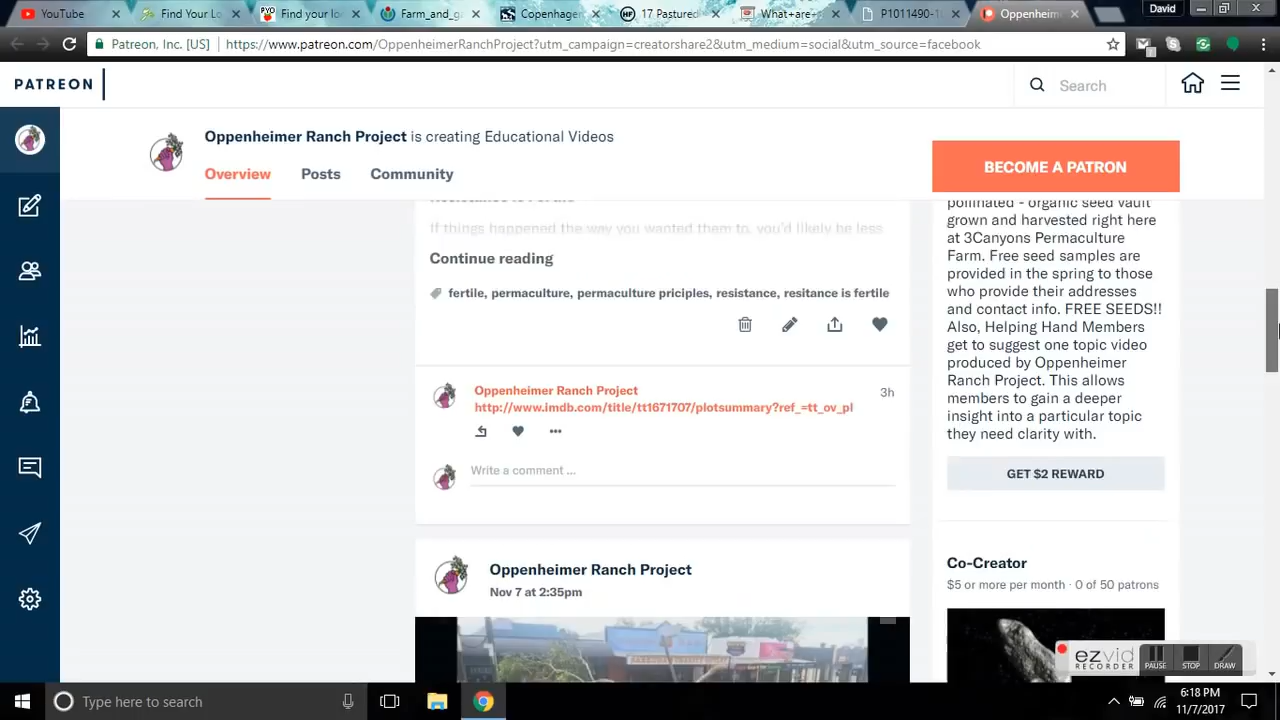 YouTube
Find Your Lo
Find your lo
Farm_and_g
Copenhagen
17 Pastured
What+are+
P1011490-1
Oppenheim
David
Patreon, Inc. [US]
https://www.patreon.com/OppenheimerRanchProject?utm_campaign=creatorshare2&utm_medium=social&utm_source=facebook
PATREON
Search
Oppenheimer Ranch Project is creating Educational Videos
Overview
Posts
Community
BECOME A PATRON
Resistance is Fertile
If things happened the way you wanted them to, you'd likely be less
Continue reading
fertile, permaculture, permaculture priciples, resistance, resitance is fertile
Oppenheimer Ranch Project
3h
http://www.imdb.com/title/tt1671707/plotsummary?ref_=tt_ov_pl
Write a comment ...
Oppenheimer Ranch Project
Nov 7 at 2:35pm
pollinated - organic seed vault
grown and harvested right here
at 3Canyons Permaculture
Farm. Free seed samples are
provided in the spring to those
who provide their addresses
and contact info. FREE SEEDS!!
Also, Helping Hand Members
get to suggest one topic video
produced by Oppenheimer
Ranch Project. This allows
members to gain a deeper
insight into a particular topic
they need clarity with.
GET $2 REWARD
Co-Creator
$5 or more per month · 0 of 50 patrons
ezvid
RECORDER
PAUSE
STOP
DRAW
Type here to search
6:18 PM
11/7/2017